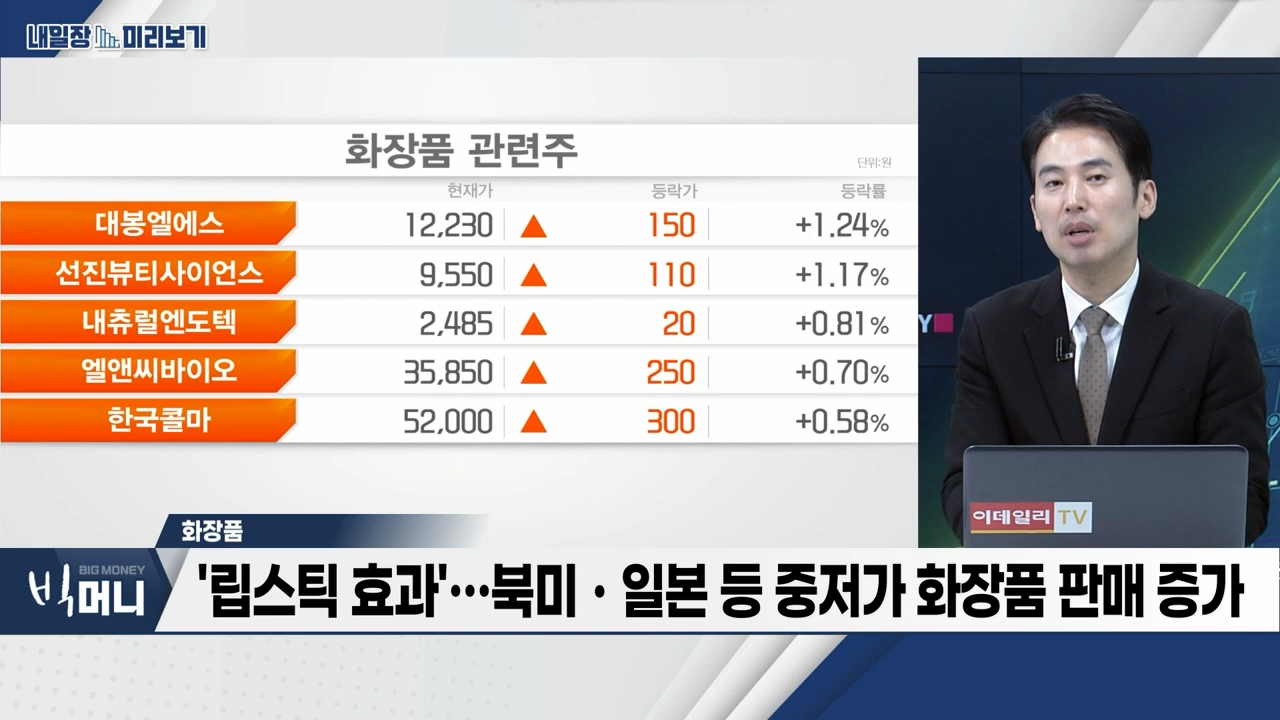 내일장 미리보기
화장품 관련주
단위:원
현재가 등락가 등락률
대봉엘에스 12,230 ▲ 150 +1.24%
선진뷰티사이언스 9,550 ▲ 110 +1.17%
내츄럴엔도텍 2,485 ▲ 20 +0.81%
엘앤씨바이오 35,850 ▲ 250 +0.70%
한국콜마 52,000 ▲ 300 +0.58%
Y
이데일리 TV
화장품
BIG MONEY
빅머니
'립스틱 효과'…북미·일본 등 중저가 화장품 판매 증가